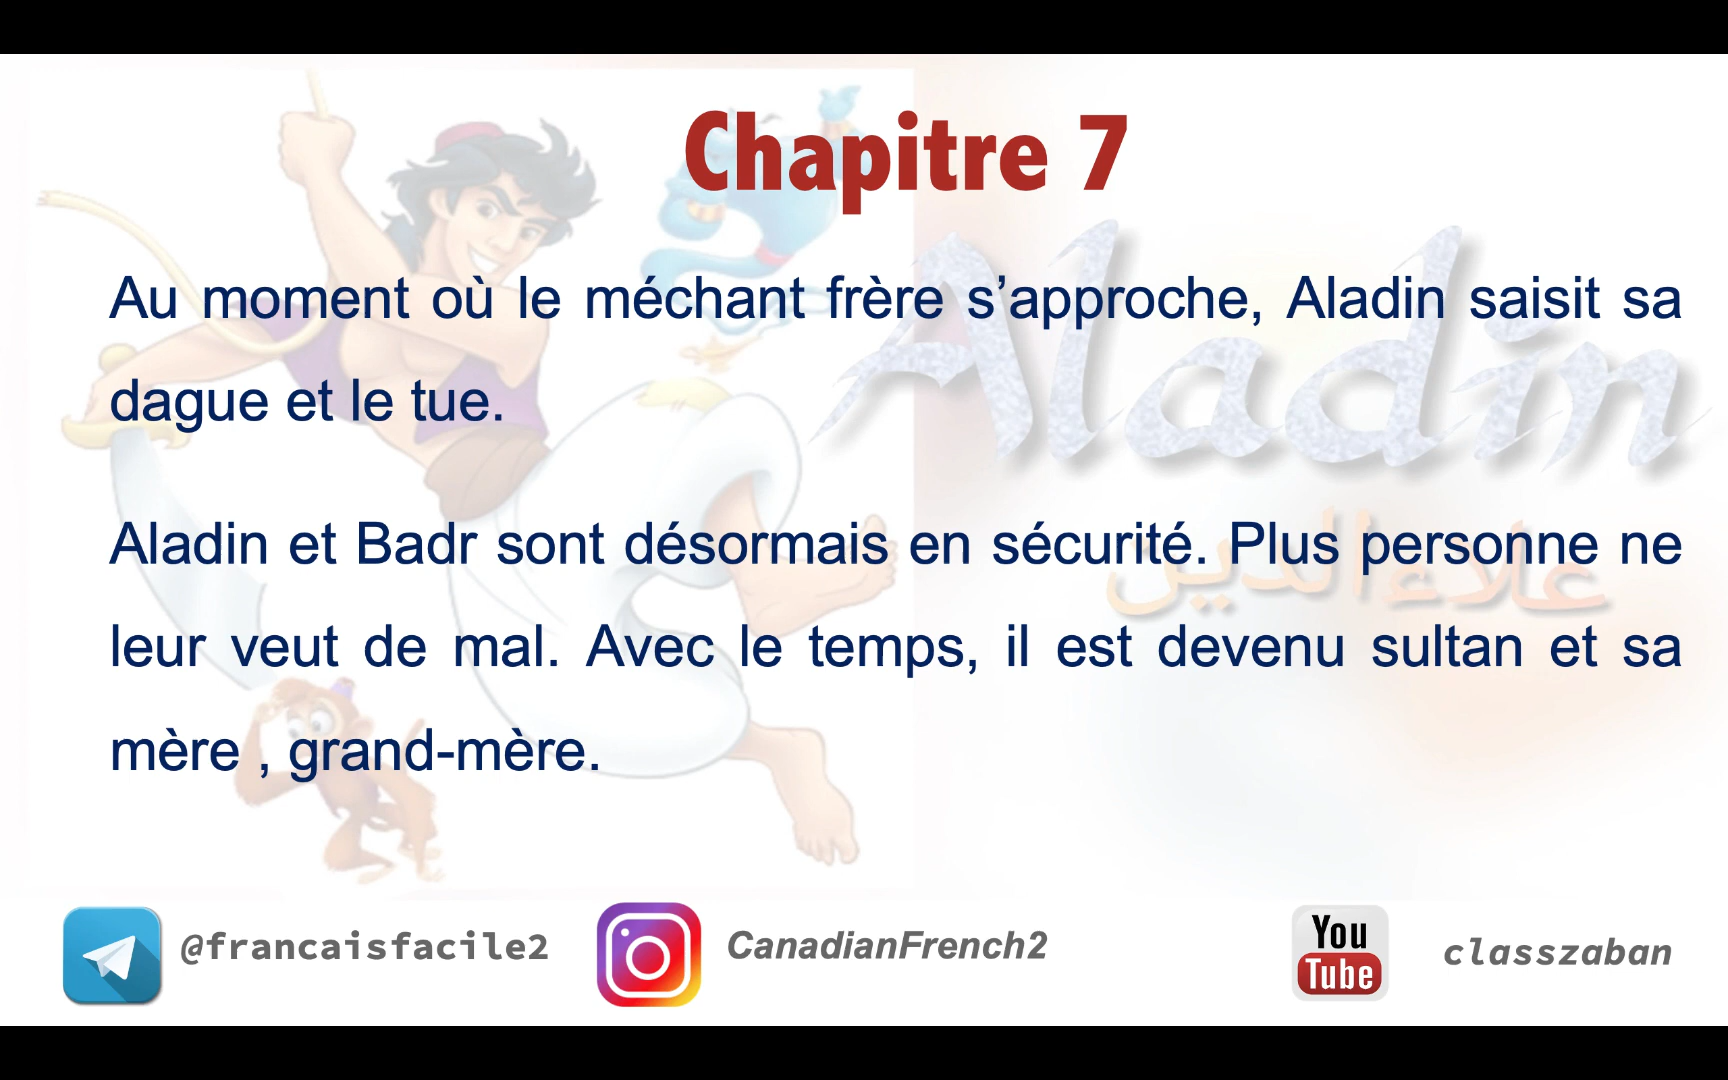 Chapitre 7
Au moment où le méchant frère s’approche, Aladin saisit sa
dague et le tue.
Aladin
Aladin et Badr sont désormais en sécurité. Plus personne ne
علاء الدين
leur veut de mal. Avec le temps, il est devenu sultan et sa
mère , grand-mère.
@francaisfacile2
CanadianFrench2
You
Tube
classzaban